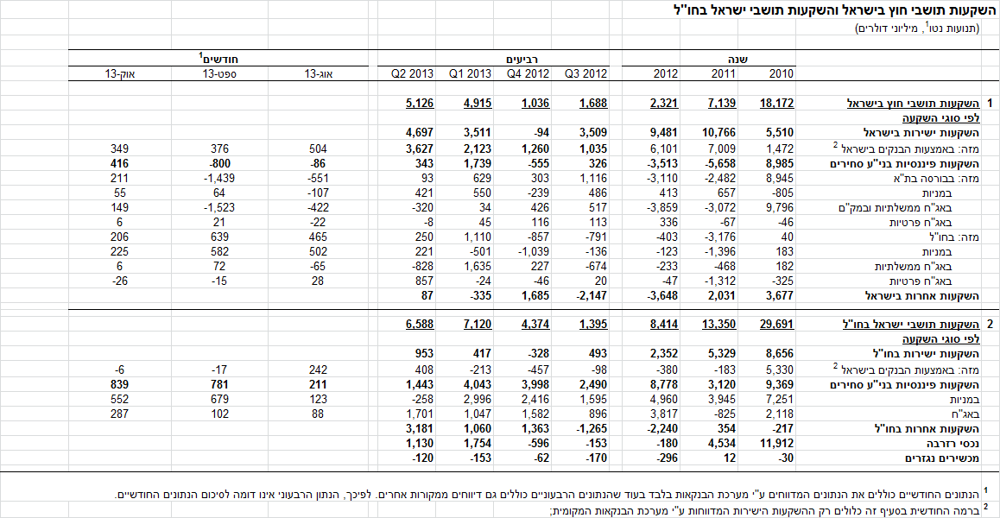 השקעות תושבי חוץ בישראל והשקעות תושבי ישראל בחו"ל
(תנועות נטו1, מיליוני דולרים)
שנה רביעים חודשים1
2010 2011 2012 Q3 2012 Q4 2012 Q1 2013 Q2 2013 אוג-13 ספט-13 אוק-13
1 השקעות תושבי חוץ בישראל 18,172 7,139 2,321 1,688 1,036 4,915 5,126
לפי סוגי השקעה
השקעות ישירות בישראל 5,510 10,766 9,481 3,509 -94 3,511 4,697
מזה: באמצעות הבנקים בישראל 2 1,472 7,009 6,101 1,035 1,260 2,123 3,627 504 376 349
השקעות פיננסיות בני"ע סחירים 8,985 -5,658 -3,513 326 -555 1,739 343 -86 -800 416
מזה: בבורסה בת"א 8,945 -2,482 -3,110 1,116 303 629 93 -551 -1,439 211
במניות -805 657 413 486 -239 550 421 -107 64 55
באג"ח ממשלתיות ובמק"ם 9,796 -3,072 -3,859 517 426 34 -320 -422 -1,523 149
באג"ח פרטיות -46 -67 336 113 116 45 -8 -22 21 6
מזה: בחו"ל 40 -3,176 -403 -791 -857 1,110 250 465 639 206
במניות 183 -1,396 -123 -136 -1,039 -501 221 502 582 225
באג"ח ממשלתיות 182 -468 -233 -674 227 1,635 -828 -65 72 6
באג"ח פרטיות -325 -1,312 -47 20 -46 -24 857 28 -15 -26
השקעות אחרות בישראל 3,677 2,031 -3,648 -2,147 1,685 -335 87
2 השקעות תושבי ישראל בחו"ל 29,691 13,350 8,414 1,395 4,374 7,120 6,588
לפי סוגי השקעה
השקעות ישירות בחו"ל 8,656 5,329 2,352 493 -328 417 953
מזה: באמצעות הבנקים בישראל 2 5,330 -183 -380 -98 -457 -213 408 242 -17 -6
השקעות פיננסיות בני"ע סחירים 9,369 3,120 8,778 2,490 3,998 4,043 1,443 211 781 839
במניות 7,251 3,945 4,960 1,595 2,416 2,996 -258 123 679 552
באג"ח 2,118 -825 3,817 896 1,582 1,047 1,701 88 102 287
השקעות אחרות בחו"ל -217 354 -2,240 -1,265 1,363 1,060 3,181
נכסי רזרבה 11,912 4,534 -180 -153 -596 1,754 1,130
מכשירים נגזרים -30 12 -296 -170 -62 -153 -120
1 הנתונים החודשיים כוללים את הנתונים המדווחים ע"י מערכת הבנקאות בלבד בעוד שהנתונים הרבעוניים כוללים גם דיווחים ממקורות אחרים. לפיכך, הנתון הרבעוני אינו דומה לסיכום הנתונים החודשיים.
2 ברמה החודשית בסעיף זה כלולים רק ההשקעות הישירות המדווחות ע"י מערכת הבנקאות המקומית;